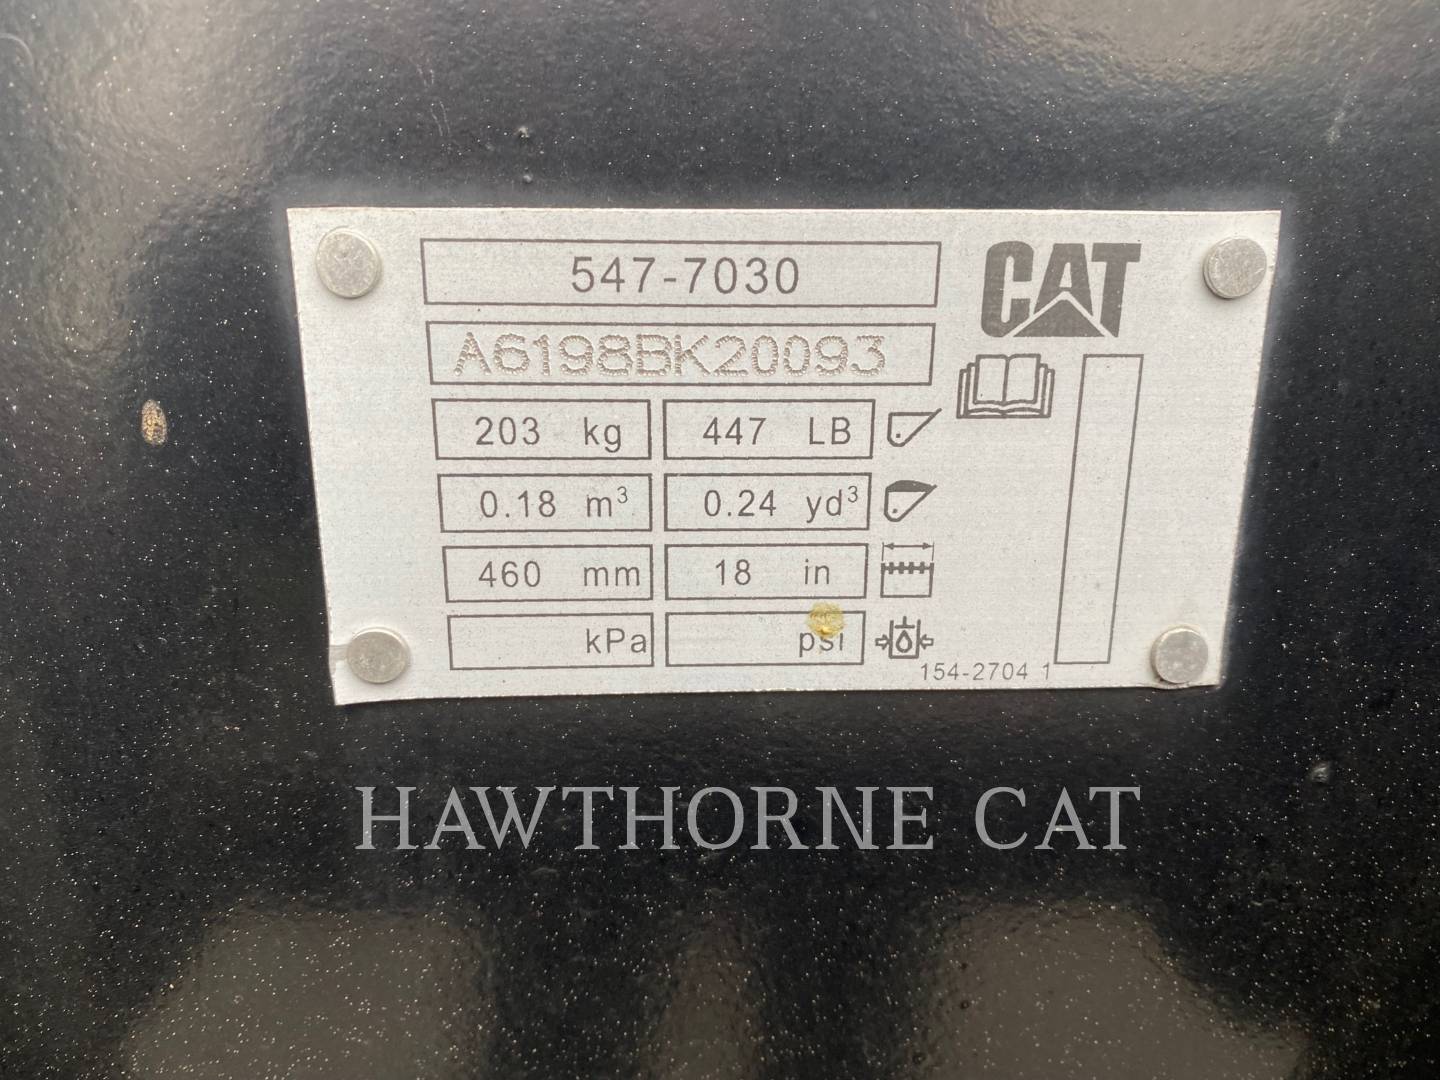 547-7030
CAT
A6198BK20093
203 kg 447 LB
0.18 m³ 0.24 yd³
460 mm 18 in
kPa psi
154-2704 1
HAWTHORNE CAT